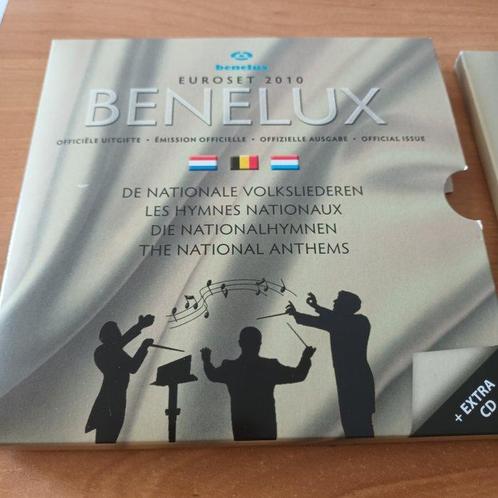 benelux
EUROSET 2010
BENELUX
OFFICIËLE UITGIFTE • ÉMISSION OFFICIELLE • OFFIZIELLE AUSGABE • OFFICIAL ISSUE
DE NATIONALE VOLKSLIEDEREN
LES HYMNES NATIONAUX
DIE NATIONALHYMNEN
THE NATIONAL ANTHEMS
+ EXTRA
CD